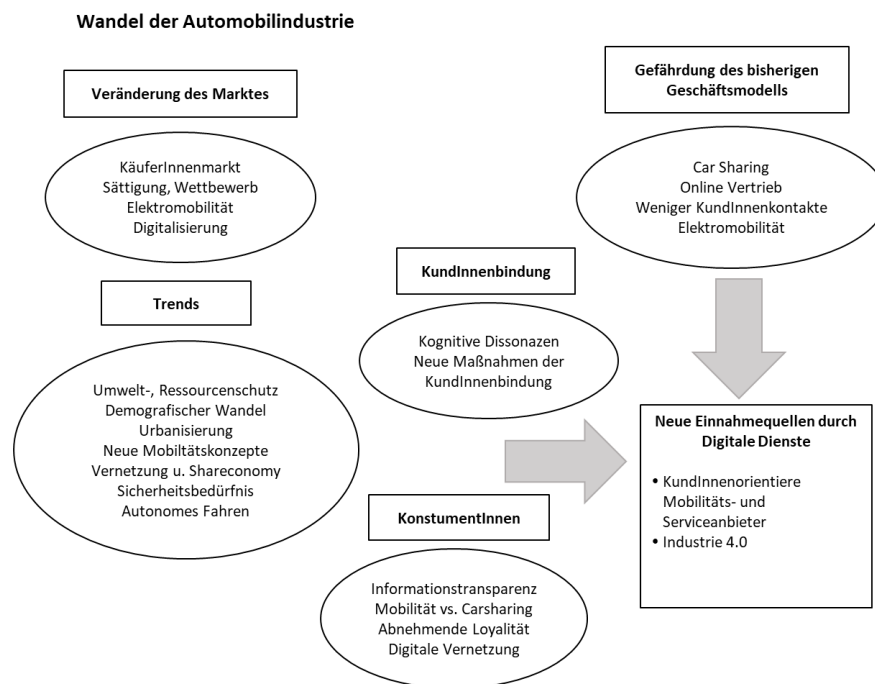 Wandel der Automobilindustrie
Veränderung des Marktes
KäuferInnenmarkt
Sättigung, Wettbewerb
Elektromobilität
Digitalisierung
Trends
Umwelt-, Ressourcenschutz
Demografischer Wandel
Urbanisierung
Neue Mobiltätskonzepte
Vernetzung u. Shareconomy
Sicherheitsbedürfnis
Autonomes Fahren
KundInnenbindung
Kognitive Dissonazen
Neue Maßnahmen der
KundInnenbindung
KonstumentInnen
Informationstransparenz
Mobilität vs. Carsharing
Abnehmende Loyalität
Digitale Vernetzung
Gefährdung des bisherigen
Geschäftsmodells
Car Sharing
Online Vertrieb
Weniger KundInnenkontakte
Elektromobilität
Neue Einnahmequellen durch
Digitale Dienste
• KundInnenorientiere
Mobilitäts- und
Serviceanbieter
• Industrie 4.0